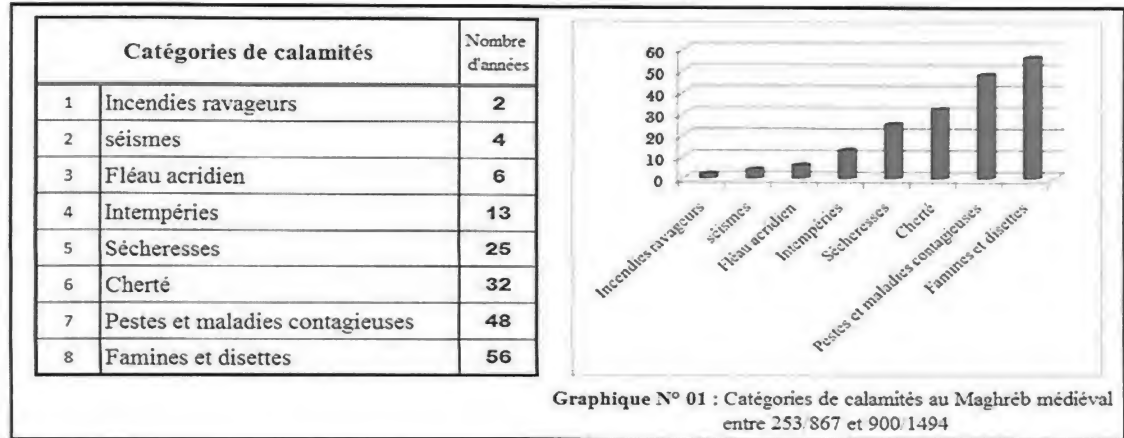 Catégories de calamités
Nombre
d'années
1 Incendies ravageurs 2
2 séismes 4
3 Fléau acridien 6
4 Intempéries 13
5 Sécheresses 25
6 Cherté 32
7 Pestes et maladies contagieuses 48
8 Famines et disettes 56
60
50
40
30
20
10
0
Incendies ravageurs
séismes
Fléau acridien
Intempéries
Sécheresses
Cherté
Pestes et maladies contagieuses
Famines et disettes
Graphique N° 01 : Catégories de calamités au Maghréb médiéval
entre 253/867 et 900/1494